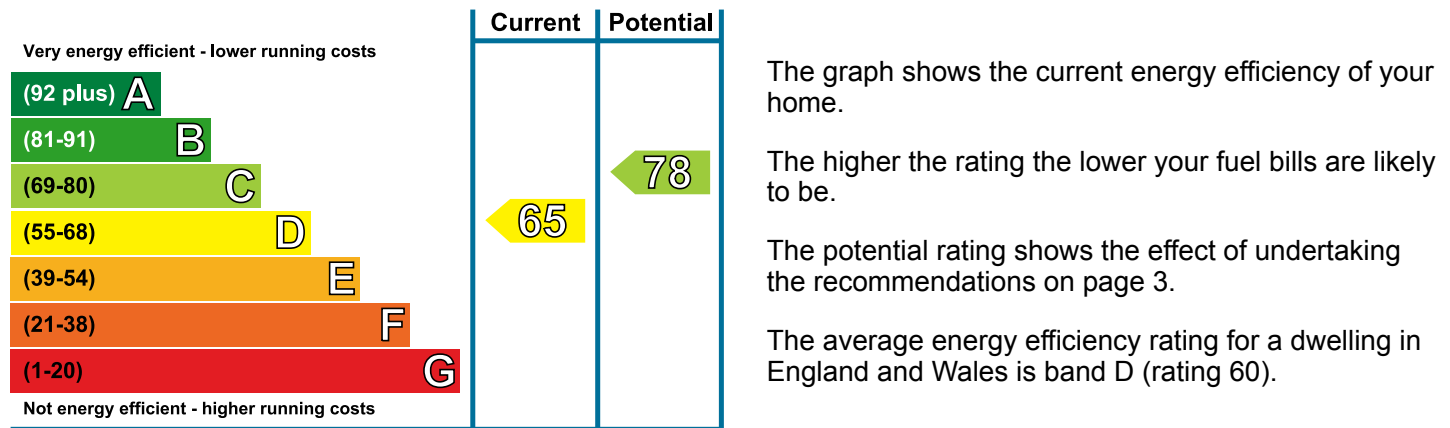 Current Potential
Very energy efficient - lower running costs
(92 plus) A
(81-91) B
(69-80) C
(55-68) D
(39-54) E
(21-38) F
(1-20) G
Not energy efficient - higher running costs
65
78
The graph shows the current energy efficiency of your
home.
The higher the rating the lower your fuel bills are likely
to be.
The potential rating shows the effect of undertaking
the recommendations on page 3.
The average energy efficiency rating for a dwelling in
England and Wales is band D (rating 60).